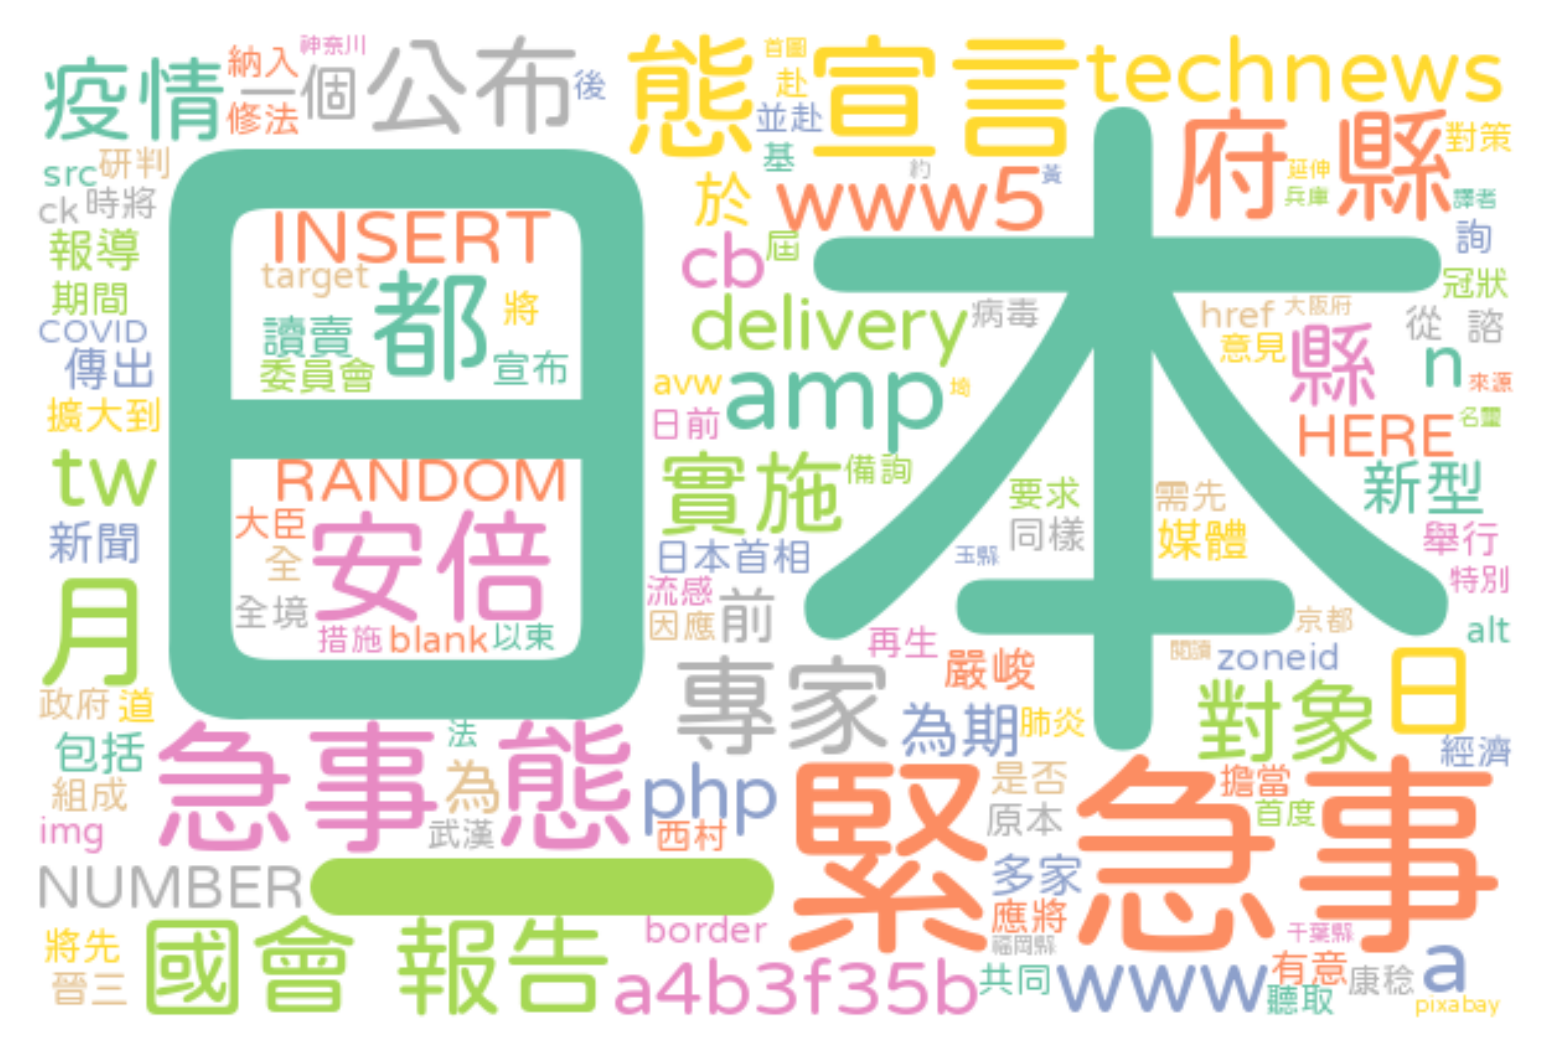 神奈川
首圖
疫情
納入
一個
公布
後
態宣言
赴
technews
修法
並赴
府縣
對策
src
研判
基
約
黃
延伸
ck
時將
於
www5
兵庫
譯者
INSERT
報導
target
都
將
cb
屆
詢
期間
讀賣
delivery
病毒
href
大阪府
冠狀
COVID
委員會
宣布
從
諮
傳出
avw
amp
埼
意見
縣
n
來源
擴大到
日前
HERE
名璽
日本
tw
RANDOM
實施
備詢
要求
需先
新型
新聞
大臣
安倍
日本首相
玉縣
同樣
媒體
舉行
全
流感
特別
月
全境
因應
前
京都
措施
blank
以東
再生
閱讀
zoneid
alt
政府
道
專家
嚴峻
對象
日
包括
急事態
法
為期
肺炎
經濟
組成
為
php
緊急事
是否
擔當
img
武漢
西村
原本
首度
NUMBER
一
多家
將先
國會
報告
border
應將
福岡縣
千葉縣
晉三
a4b3f35b
共同
www
有意
康稔
a
聽取
pixabay